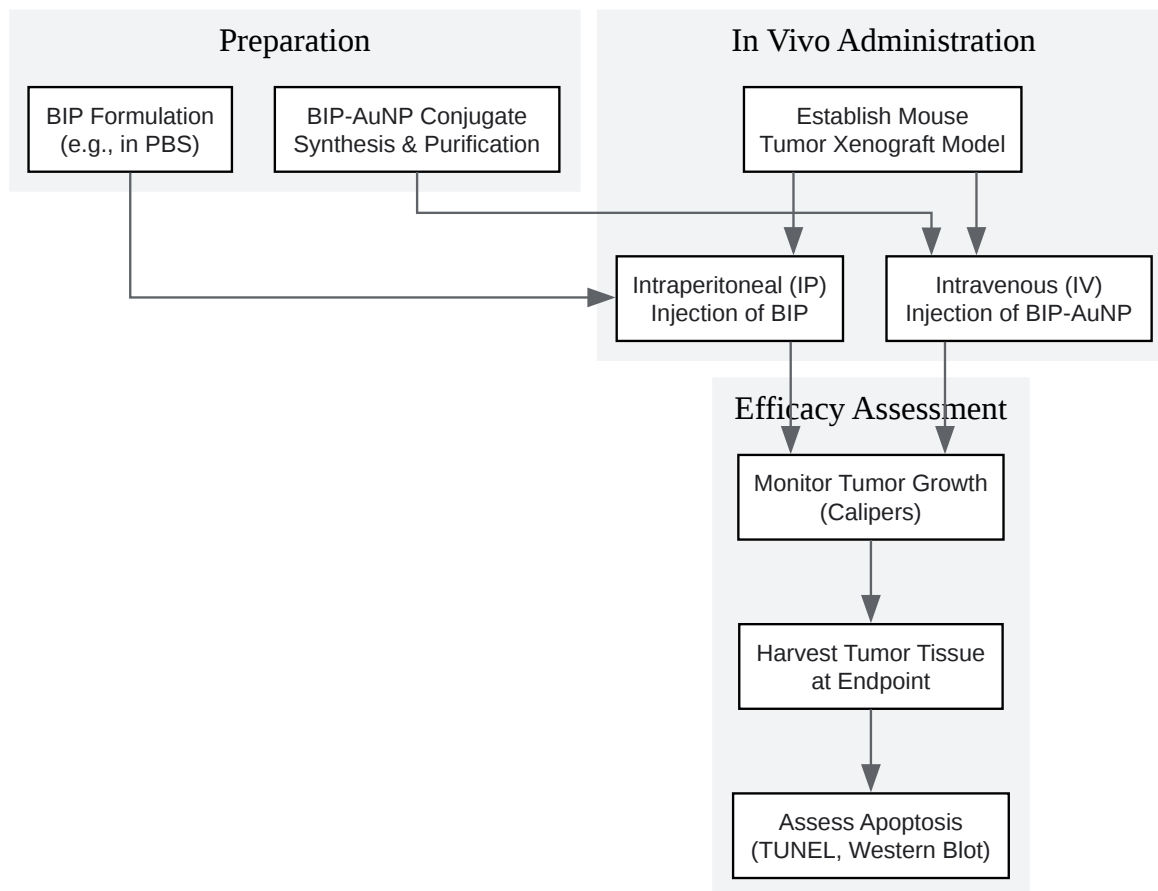 Preparation
BIP Formulation
(e.g., in PBS)
BIP-AuNP Conjugate
Synthesis & Purification
In Vivo Administration
Establish Mouse
Tumor Xenograft Model
Intraperitoneal (IP)
Injection of BIP
Intravenous (IV)
Injection of BIP-AuNP
Efficacy Assessment
Monitor Tumor Growth
(Calipers)
Harvest Tumor Tissue
at Endpoint
Assess Apoptosis
(TUNEL, Western Blot)